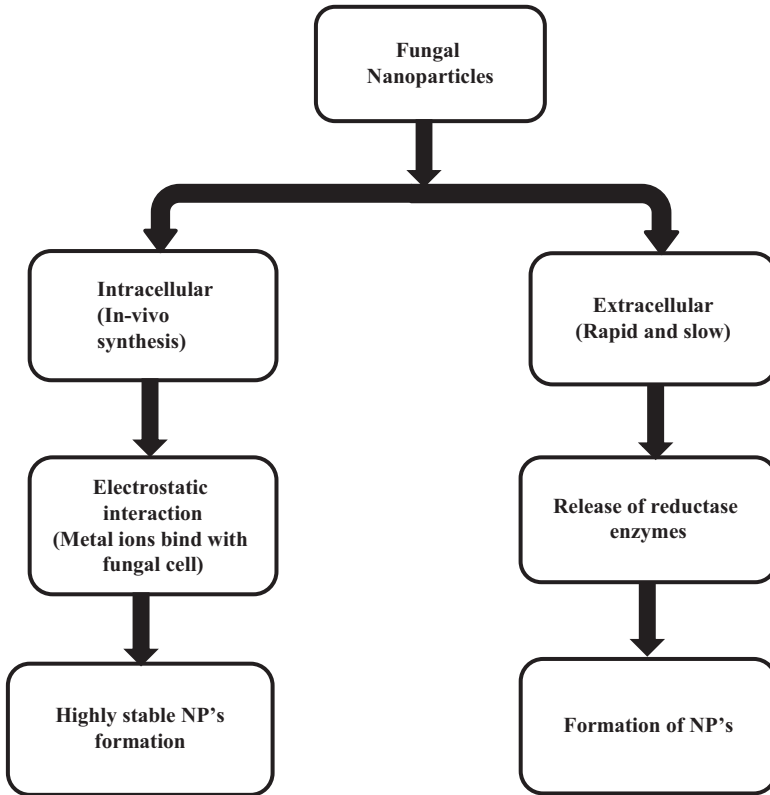 Fungal
Nanoparticles
Intracellular
(In-vivo
synthesis)
Extracellular
(Rapid and slow)
Electrostatic
interaction
(Metal ions bind with
fungal cell)
Release of reductase
enzymes
Highly stable NP’s
formation
Formation of NP’s